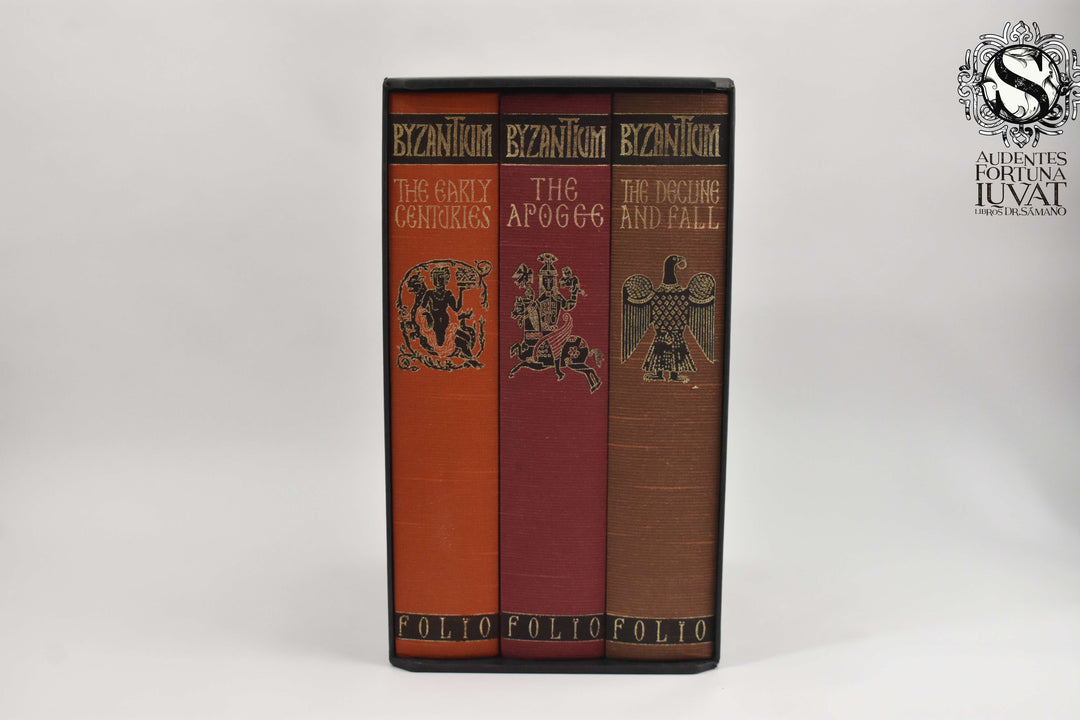 BYZANTIUM
THE EARLY
CENTURIES
FOLIO
BYZANTIUM
THE
APOGEE
FOLIO
BYZANTIUM
THE DECLINE
AND FALL
FOLIO
S
AUDENTES
FORTUNA
IUVAT
LIBROS DR. SÁMANO